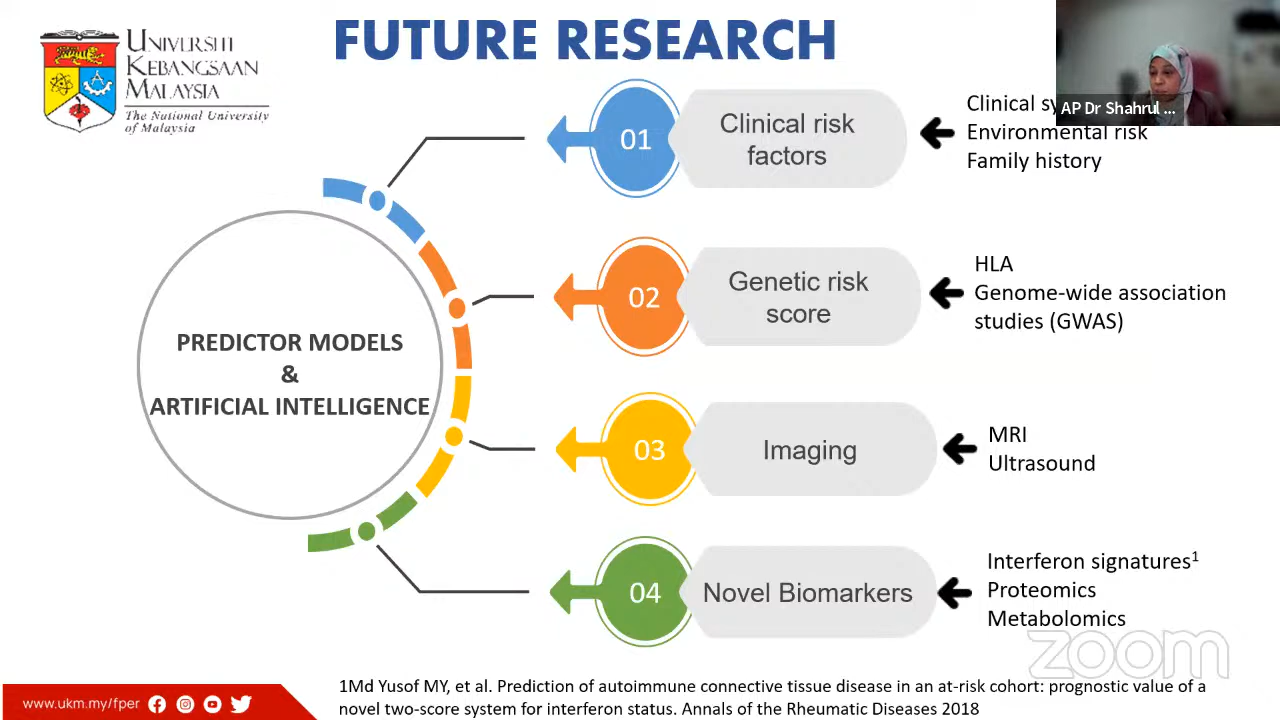 UNIVERSITI
KEBANGSAAN
MALAYSIA
The National University
of Malaysia
FUTURE RESEARCH
AP Dr Shahrul ...
PREDICTOR MODELS
&
ARTIFICIAL INTELLIGENCE
01
Clinical risk
factors
Clinical
Environmental risk
Family history
02
Genetic risk
score
HLA
Genome-wide association
studies (GWAS)
03
Imaging
MRI
Ultrasound
04
Novel Biomarkers
Interferon signatures¹
Proteomics
Metabolomics
zoom
www.ukm.my/fper
1Md Yusof MY, et al. Prediction of autoimmune connective tissue disease in an at-risk cohort: prognostic value of a
novel two-score system for interferon status. Annals of the Rheumatic Diseases 2018